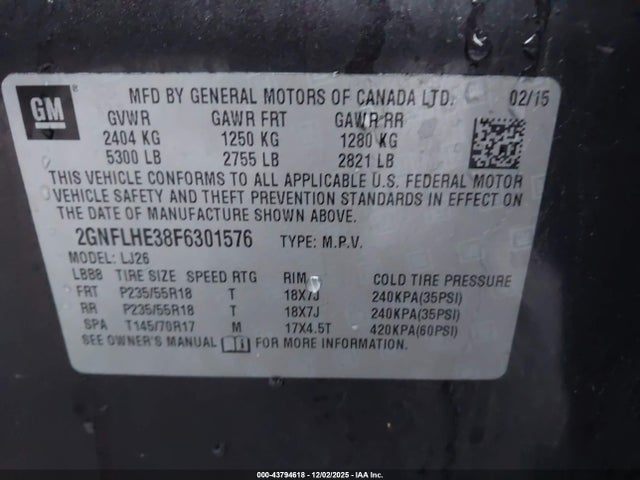 GM
MFD BY GENERAL MOTORS OF CANADA LTD. 02/15
GVWR GAWR FRT GAWR RR
2404 KG 1250 KG 1280 KG
5300 LB 2755 LB 2821 LB
THIS VEHICLE CONFORMS TO ALL APPLICABLE U.S. FEDERAL MOTOR
VEHICLE SAFETY AND THEFT PREVENTION STANDARDS IN EFFECT ON
THE DATE OF MANUFACTURE SHOWN ABOVE.
2GNFLHE38F6301576 TYPE: M.P.V.
MODEL: LJ26
LBB8 TIRE SIZE SPEED RTG RIM COLD TIRE PRESSURE
FRT P235/55R18 T 18X7J 240KPA(35PSI)
RR P235/55R18 T 18X7J 240KPA(35PSI)
SPA T145/70R17 M 17X4.5T 420KPA(60PSI)
SEE OWNER'S MANUAL FOR MORE INFORMATION.
000-43794618 - 12/02/2025 - IAA Inc.